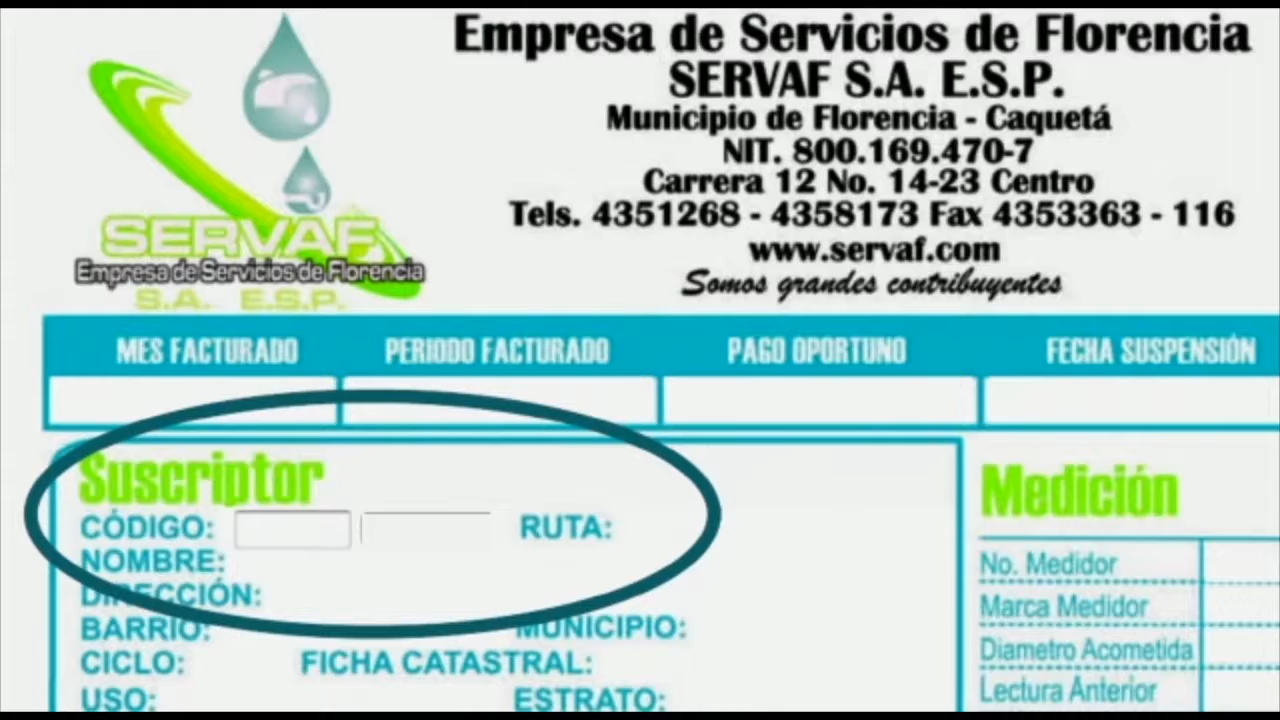 Empresa de Servicios de Florencia
SERVAF S.A. E.S.P.
Municipio de Florencia - Caquetá
NIT. 800.169.470-7
Carrera 12 No. 14-23 Centro
Tels. 4351268 - 4358173 Fax 4353363 - 116
www.servaf.com
Somos grandes contribuyentes
SERVAF
Empresa de Servicios de Florencia
S.A. E.S.P.
MES FACTURADO PERIODO FACTURADO PAGO OPORTUNO FECHA SUSPENSIÓN
Suscriptor
CÓDIGO: RUTA:
NOMBRE:
DIRECCIÓN:
BARRIO: MUNICIPIO:
CICLO: FICHA CATASTRAL:
USO: ESTRATO:
Medición
No. Medidor
Marca Medidor
Diametro Acometida
Lectura Anterior